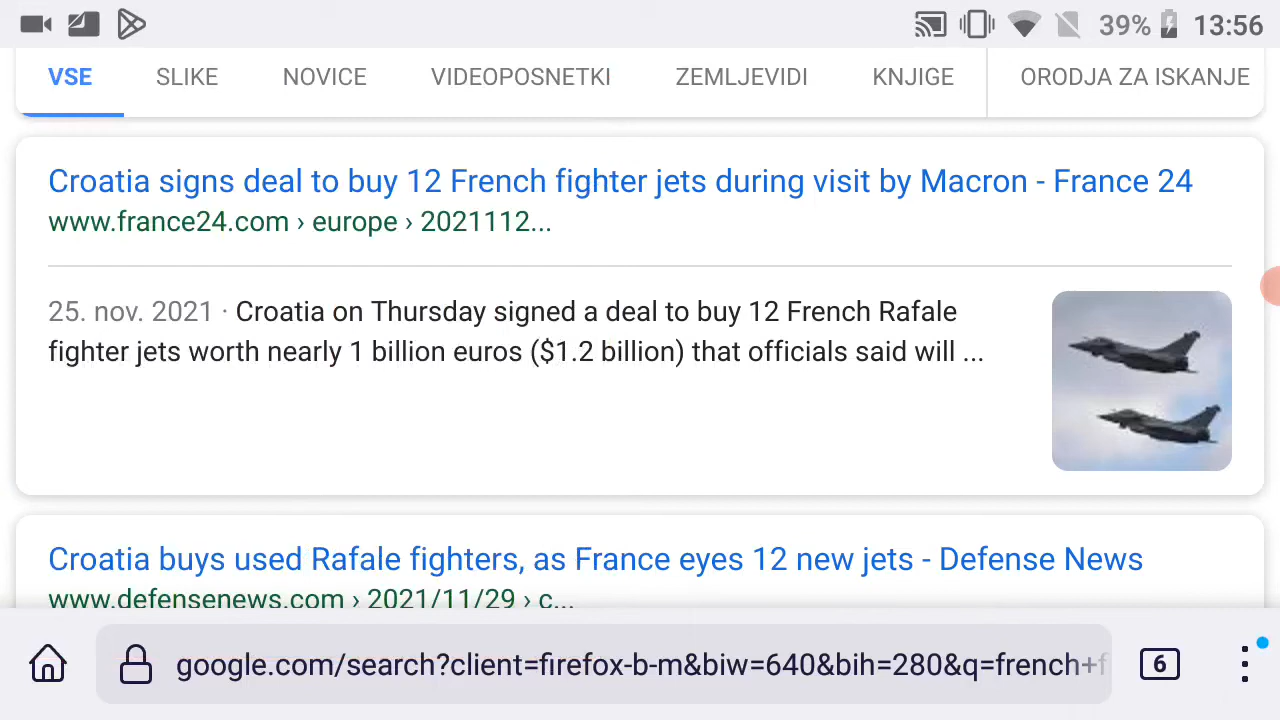 39% 13:56
VSE SLIKE NOVICE VIDEOPOSNETKI ZEMLJEVIDI KNJIGE ORODJA ZA ISKANJE
Croatia signs deal to buy 12 French fighter jets during visit by Macron - France 24
www.france24.com › europe › 2021112...
25. nov. 2021 · Croatia on Thursday signed a deal to buy 12 French Rafale
fighter jets worth nearly 1 billion euros ($1.2 billion) that officials said will ...
Croatia buys used Rafale fighters, as France eyes 12 new jets - Defense News
www.defensenews.com › 2021/11/29 › c...
google.com/search?client=firefox-b-m&biw=640&bih=280&q=french+f
6